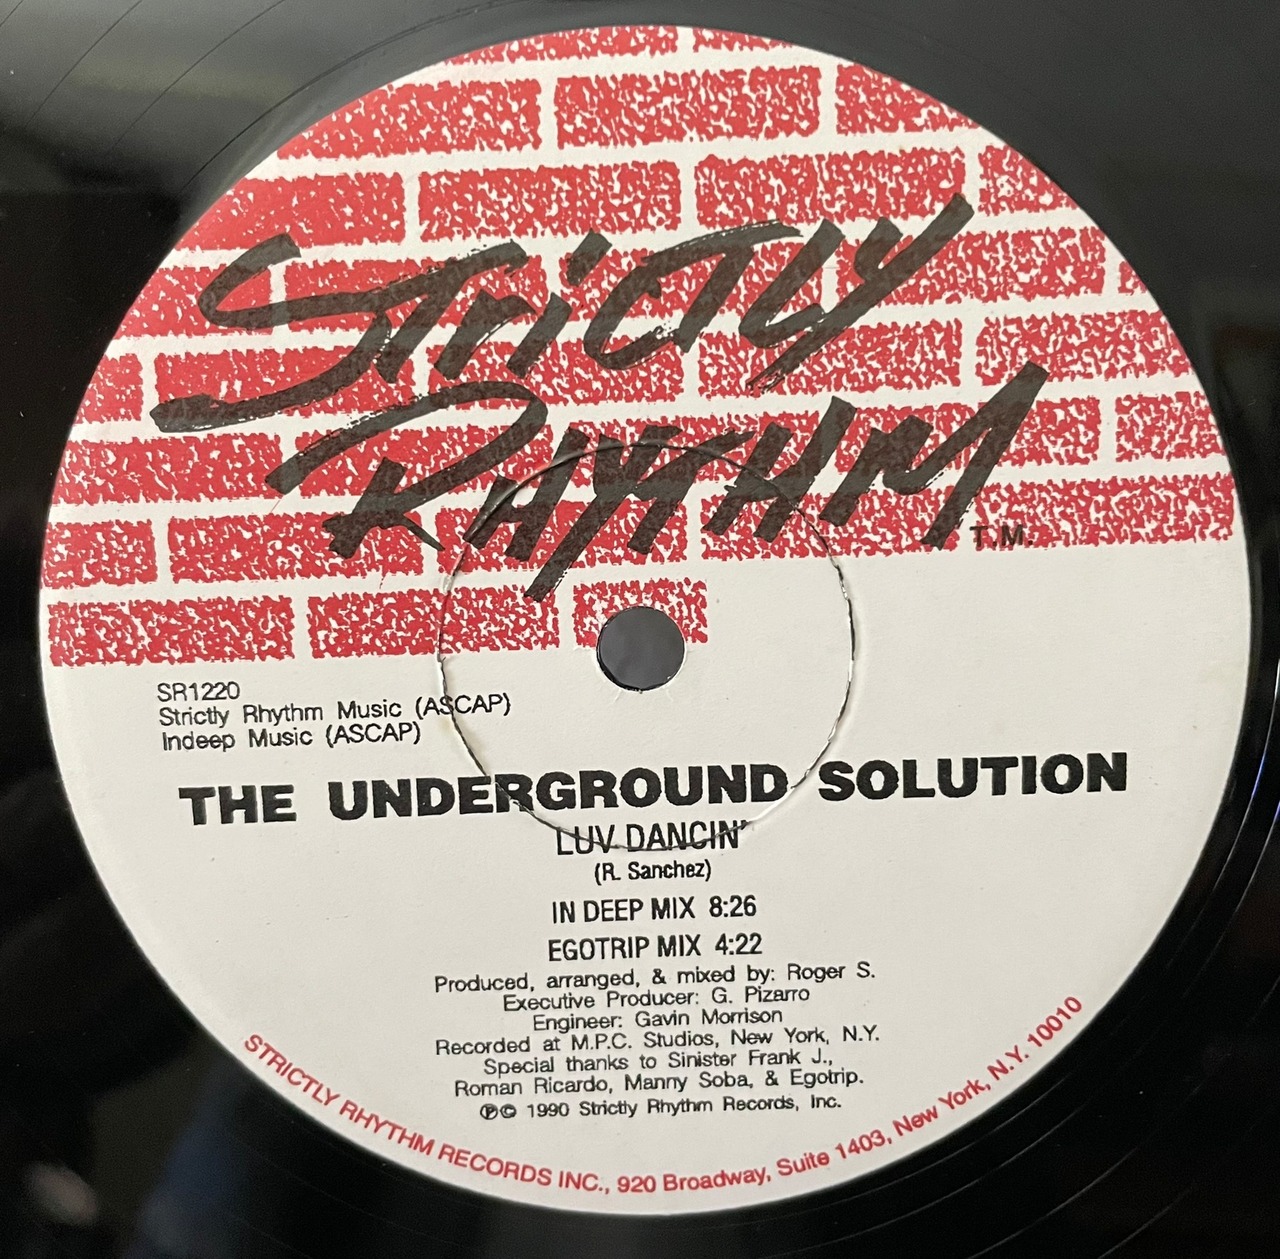 Strictly
Rhythm
T.M.
SR1220
Strictly Rhythm Music (ASCAP)
Indeep Music (ASCAP)
THE UNDERGROUND SOLUTION
LUV DANCIN'
(R. Sanchez)
IN DEEP MIX 8:26
EGOTRIP MIX 4:22
Produced, arranged, & mixed by: Roger S.
Executive Producer: G. Pizarro
Engineer: Gavin Morrison
Recorded at M.P.C. Studios, New York, N.Y.
Special thanks to Sinister Frank J.,
Roman Ricardo, Manny Soba, & Egotrip.
℗© 1990 Strictly Rhythm Records, Inc.
STRICTLY RHYTHM RECORDS INC., 920 Broadway, Suite 1403, New York, N.Y. 10010